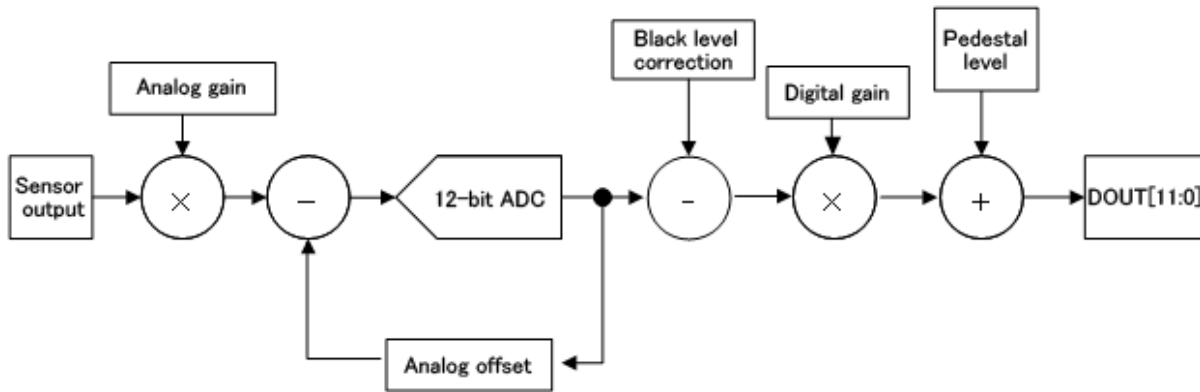 Black level
correction
Pedestal
level
Analog gain
Digital gain
Sensor
output
×
-
12-bit ADC
-
×
+
DOUT[11:0]
Analog offset